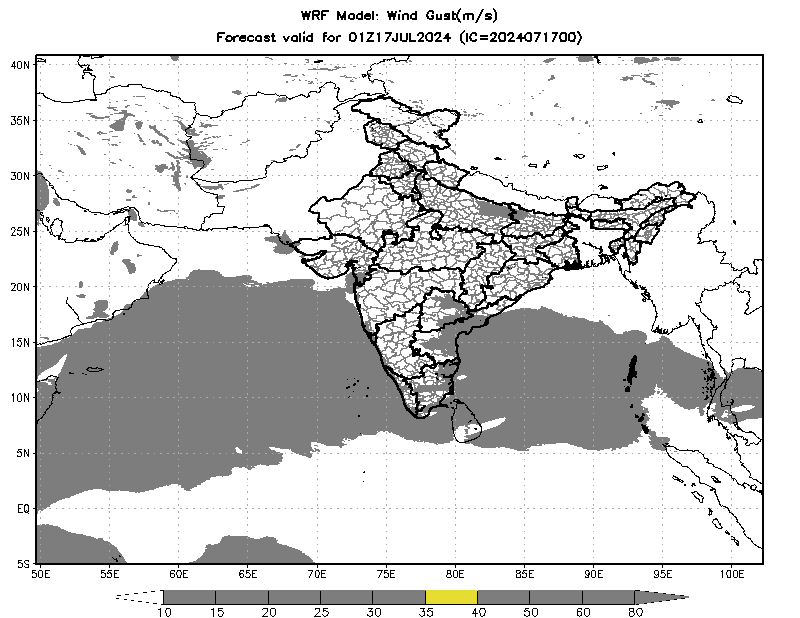 WRF Model: Wind Gust(m/s)
Forecast valid for 01Z17JUL2024 (IC=2024071700)
40N
35N
30N
25N
20N
15N
10N
5N
EQ
5S
50E 55E 60E 65E 70E 75E 80E 85E 90E 95E 100E
10 15 20 25 30 35 40 50 60 80